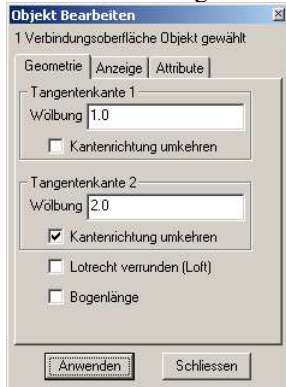 Objekt Bearbeiten
1 Verbindungsoberfläche Objekt gewählt
Geometrie Anzeige Attribute
Tangentenkante 1
Wölbung 1.0
Kantenrichtung umkehren
Tangentenkante 2
Wölbung 2.0
Kantenrichtung umkehren
Lotrecht verrunden (Loft)
Bogenlänge
Anwenden Schliessen